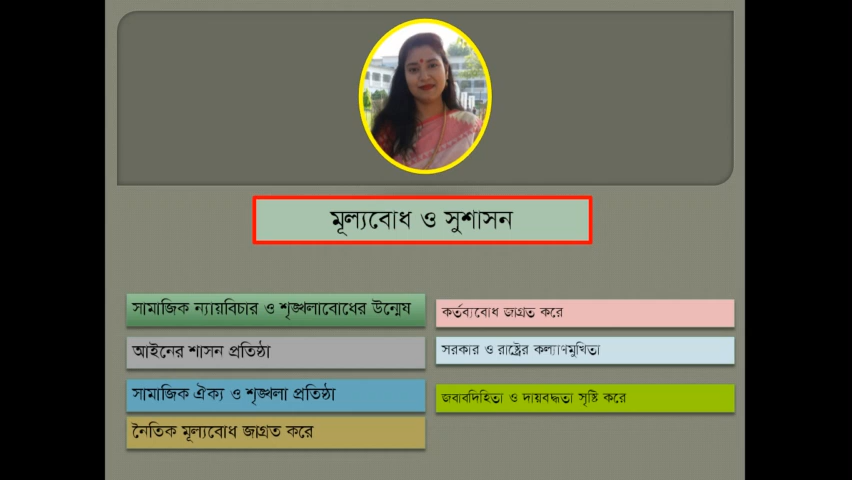 মূল্যবোধ ও সুশাসন
সামাজিক ন্যায়বিচার ও শৃঙ্খলাবোধের উন্মেষ
আইনের শাসন প্রতিষ্ঠা
সামাজিক ঐক্য ও শৃঙ্খলা প্রতিষ্ঠা
নৈতিক মূল্যবোধ জাগ্রত করে
কর্তব্যবোধ জাগ্রত করে
সরকার ও রাষ্ট্রের কল্যাণমুখিতা
জবাবদিহিতা ও দায়বদ্ধতা সৃষ্টি করে